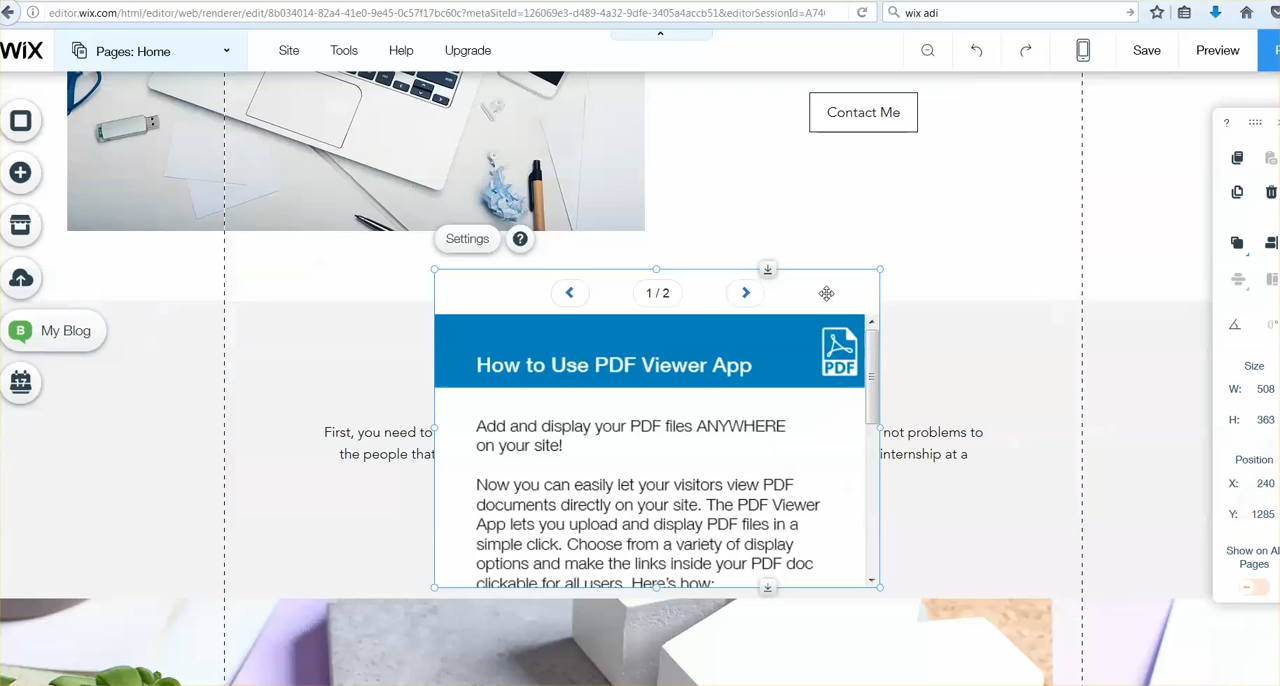 editor.wix.com/html/editor/web/renderer/edit/8b034014-82a4-41e0-9e45-0c57f17bc60c?metaSiteId=126069e3-d489-4a32-9dfe-3405a4accb51&editorSessionId=A74
wix adi
WiX
Pages: Home
Site
Tools
Help
Upgrade
Save
Preview
Contact Me
?
Settings
?
1 / 2
My Blog
B
17
0°
How to Use PDF Viewer App
PDF
Size
W: 508
H: 363
Add and display your PDF files ANYWHERE
on your site!
First, you need to
not problems to
the people that
internship at a
Position
X: 240
Y: 1285
Now you can easily let your visitors view PDF
documents directly on your site. The PDF Viewer
App lets you upload and display PDF files in a
simple click. Choose from a variety of display
options and make the links inside your PDF doc
clickable for all users. Here's how:
Show on Al
Pages